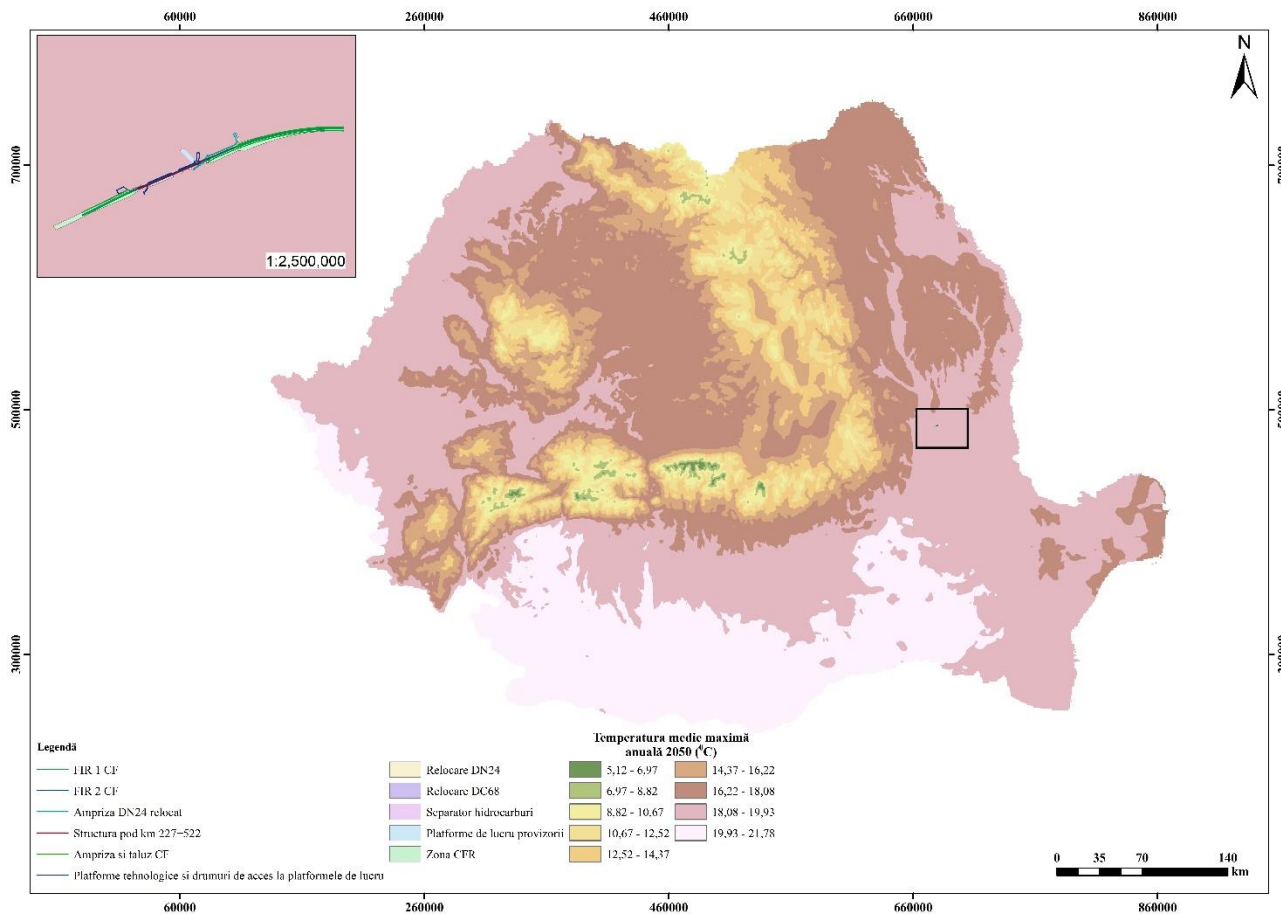 60000 260000 460000 660000 860000
N
1:2,500,000
700000 700000
500000 500000
300000 300000
Legendă
FIR 1 CF
FIR 2 CF
Ampriza DN24 relocat
Structura pod km 227+522
Ampriza si taluz CF
Platforme tehnologice si drumuri de acces la platformele de lucru
Relocare DN24
Relocare DC68
Separator hidrocarburi
Platforme de lucru provizorii
Zona CFR
Temperatura medie maximă
anuală 2050 (⁰C)
5,12 - 6,97
6,97 - 8,82
8,82 - 10,67
10,67 - 12,52
12,52 - 14,37
14,37 - 16,22
16,22 - 18,08
18,08 - 19,93
19,93 - 21,78
0 35 70 140
km
60000 260000 460000 660000 860000